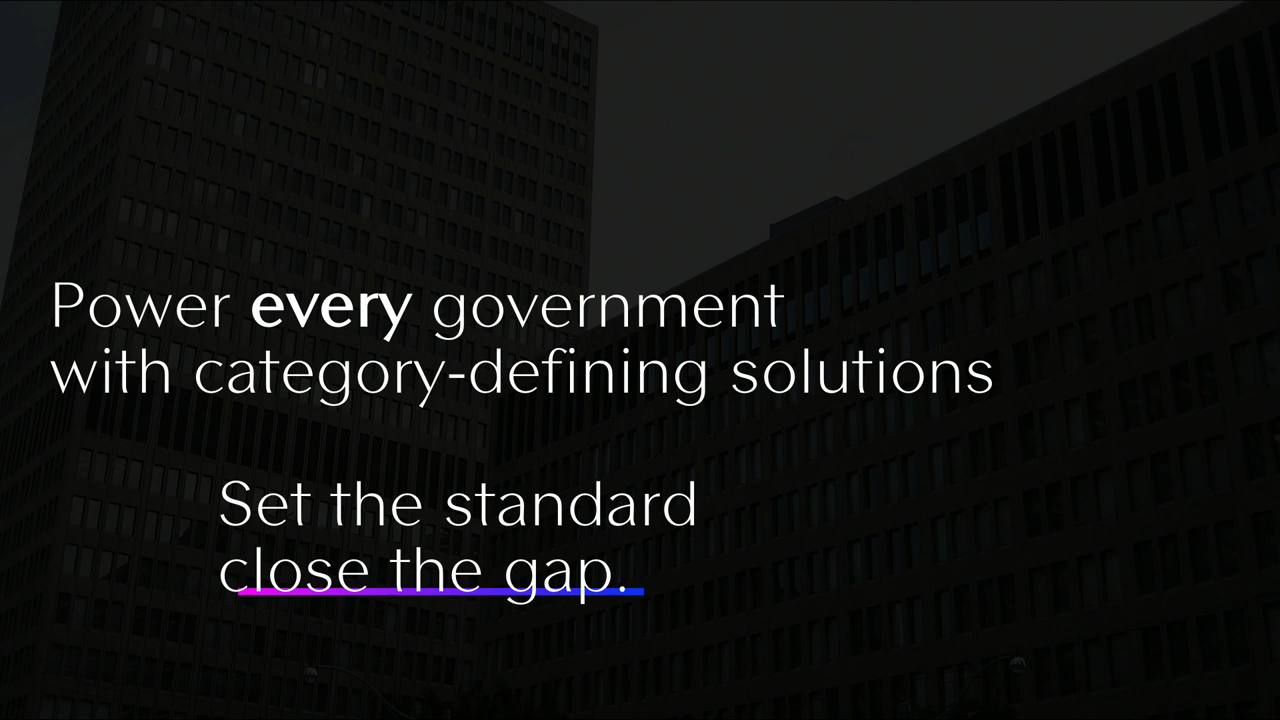 Power every government
with category-defining solutions
Set the standard
close the gap.